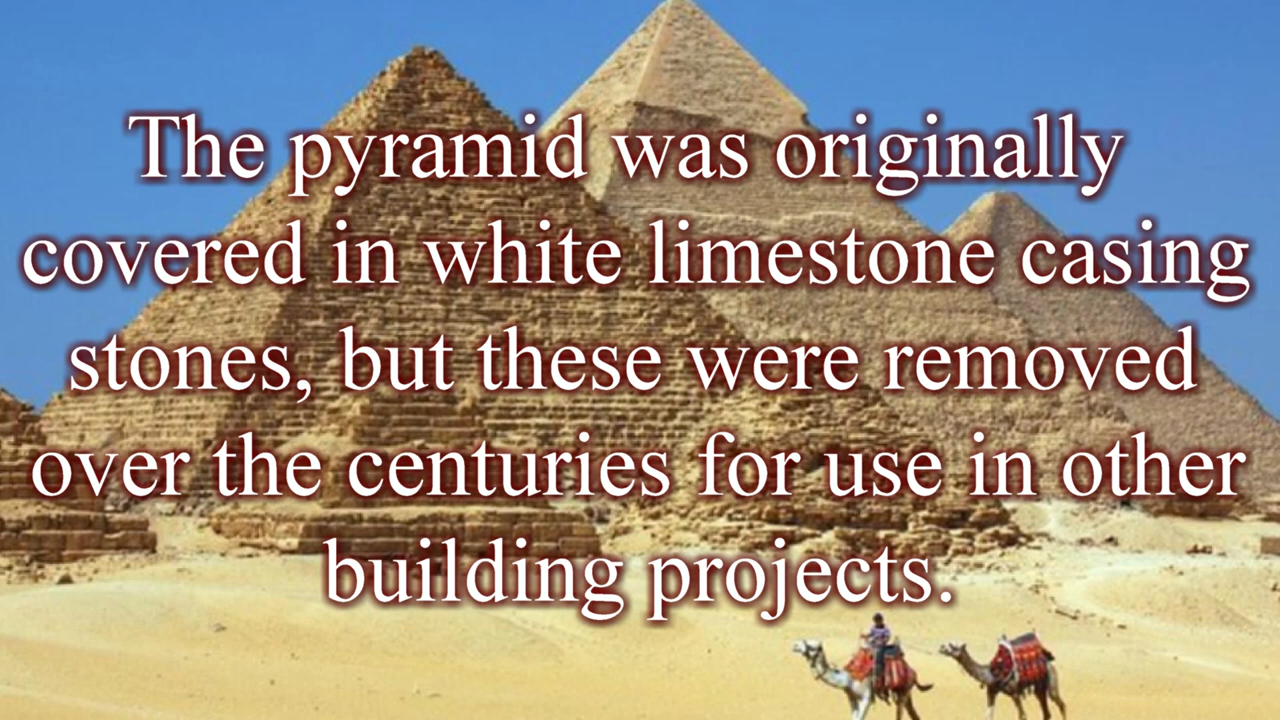 The pyramid was originally
covered in white limestone casing
stones, but these were removed
over the centuries for use in other
building projects.